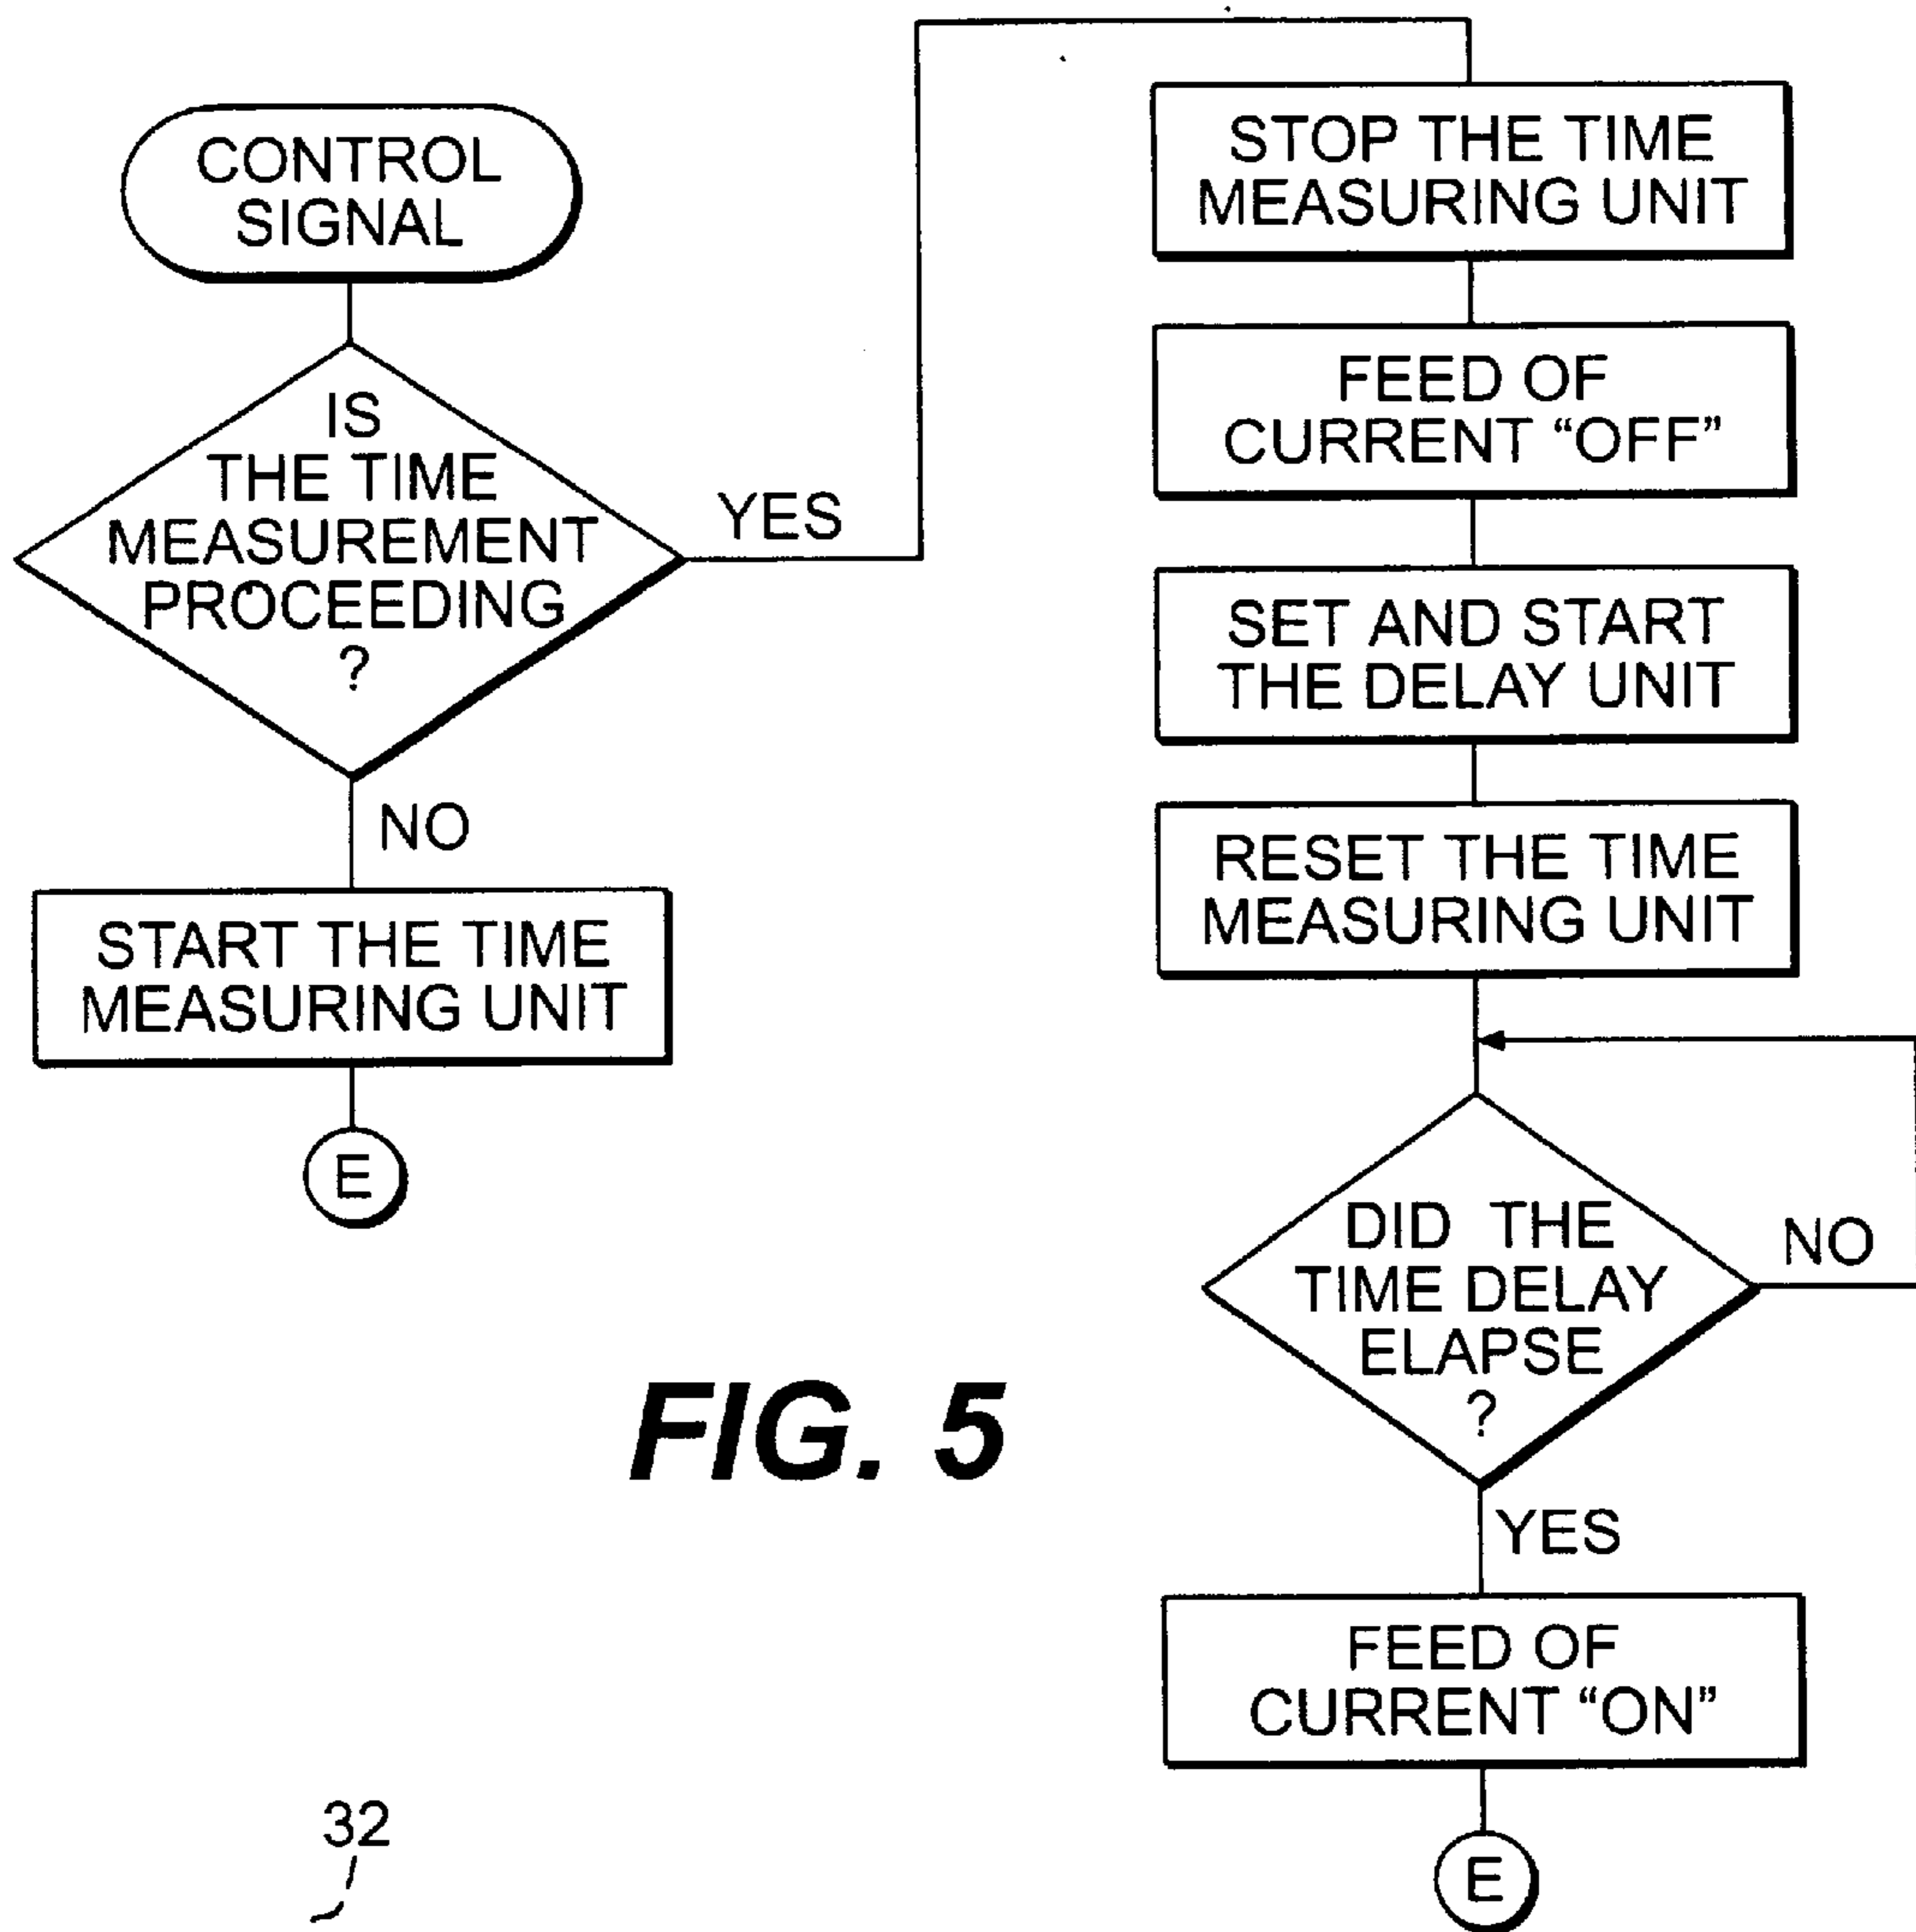 CONTROL
SIGNAL
IS
THE TIME
MEASUREMENT
PROCEEDING
?
YES
NO
START THE TIME
MEASURING UNIT
E
STOP THE TIME
MEASURING UNIT
FEED OF
CURRENT “OFF”
SET AND START
THE DELAY UNIT
RESET THE TIME
MEASURING UNIT
DID THE
TIME DELAY
ELAPSE
?
NO
YES
FEED OF
CURRENT “ON”
E
FIG. 5
32